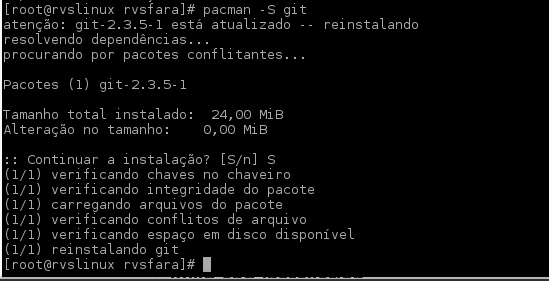 [root@rvslinux rvsfara]# pacman -S git
atenção: git-2.3.5-1 está atualizado -- reinstalando
resolvendo dependências...
procurando por pacotes conflitantes...
Pacotes (1) git-2.3.5-1
Tamanho total instalado:  24,00 MiB
Alteração no tamanho:    0,00 MiB
:: Continuar a instalação? [S/n] S
(1/1) verificando chaves no chaveiro
(1/1) verificando integridade do pacote
(1/1) carregando arquivos do pacote
(1/1) verificando conflitos de arquivo
(1/1) verificando espaço em disco disponível
(1/1) reinstalando git
[root@rvslinux rvsfara]#